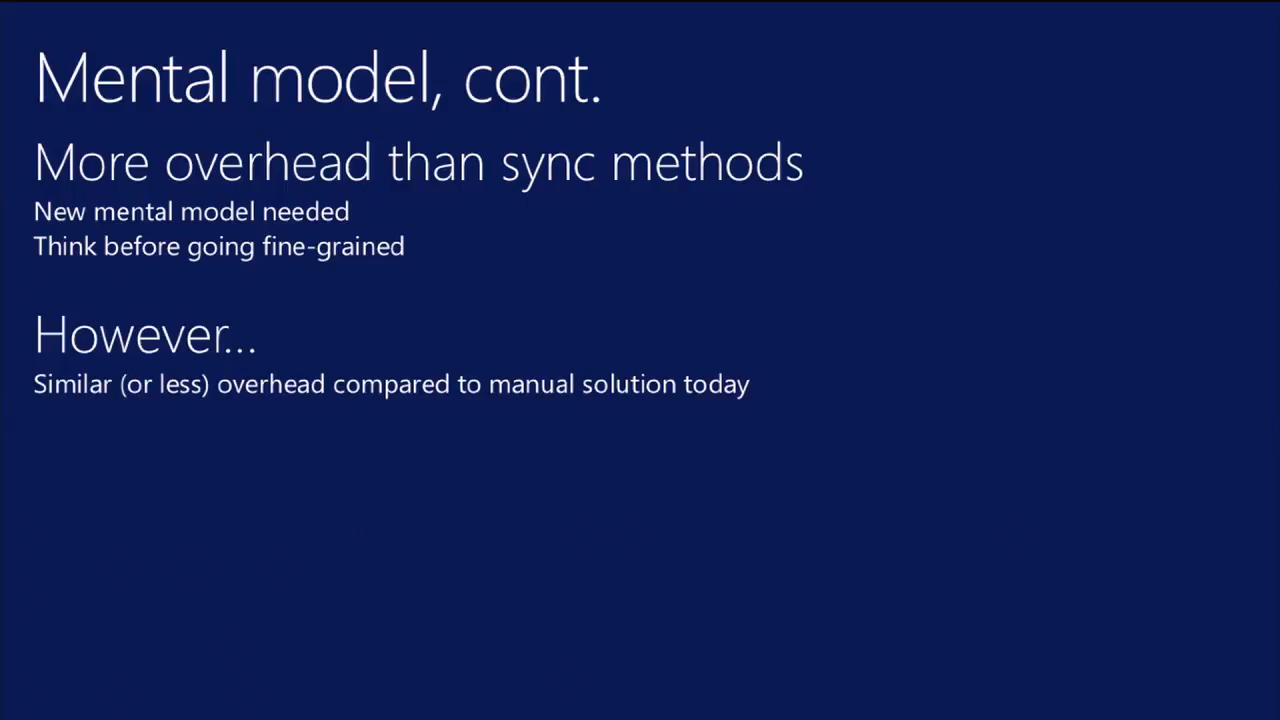 Mental model, cont.
More overhead than sync methods
New mental model needed
Think before going fine-grained
However...
Similar (or less) overhead compared to manual solution today